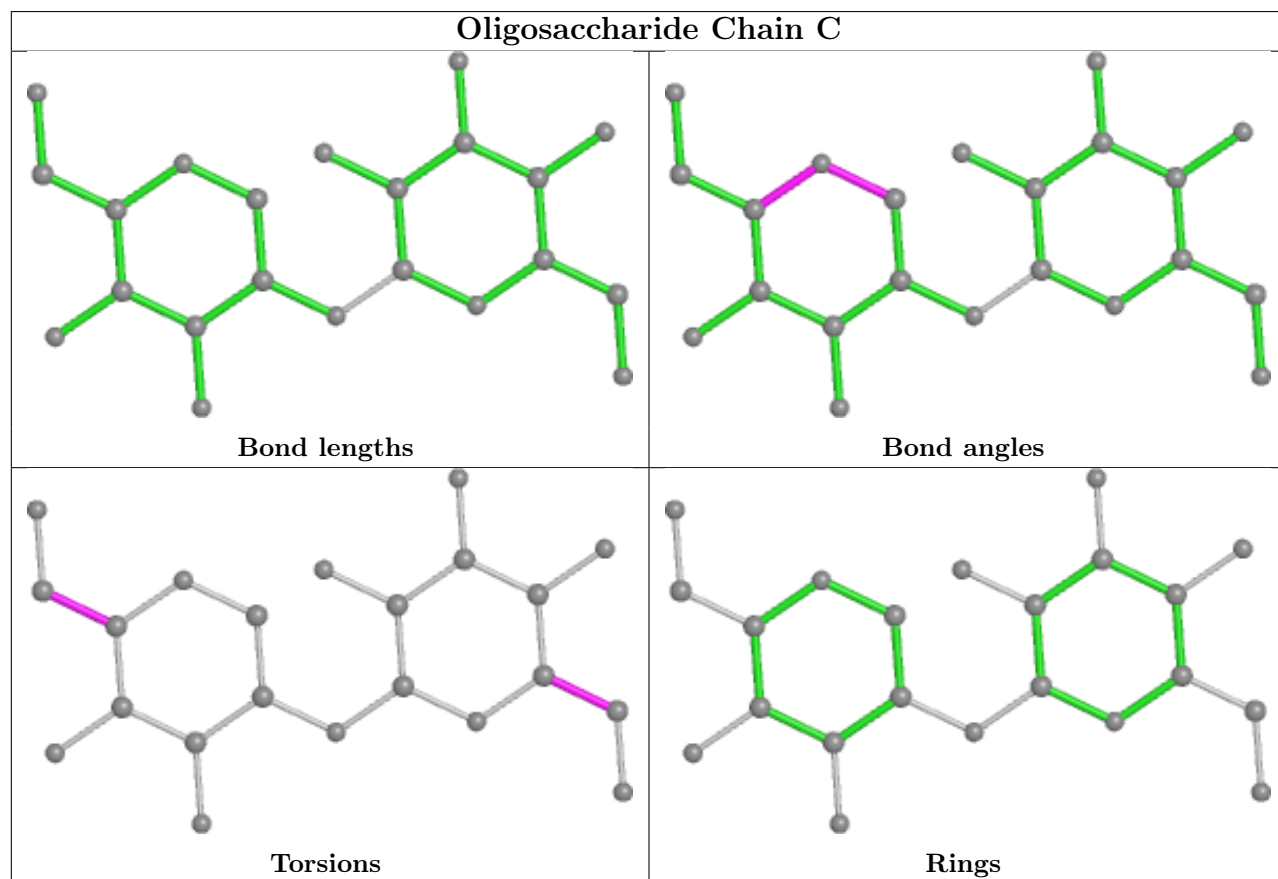 Oligosaccharide Chain C
Bond lengths
Bond angles
Torsions
Rings